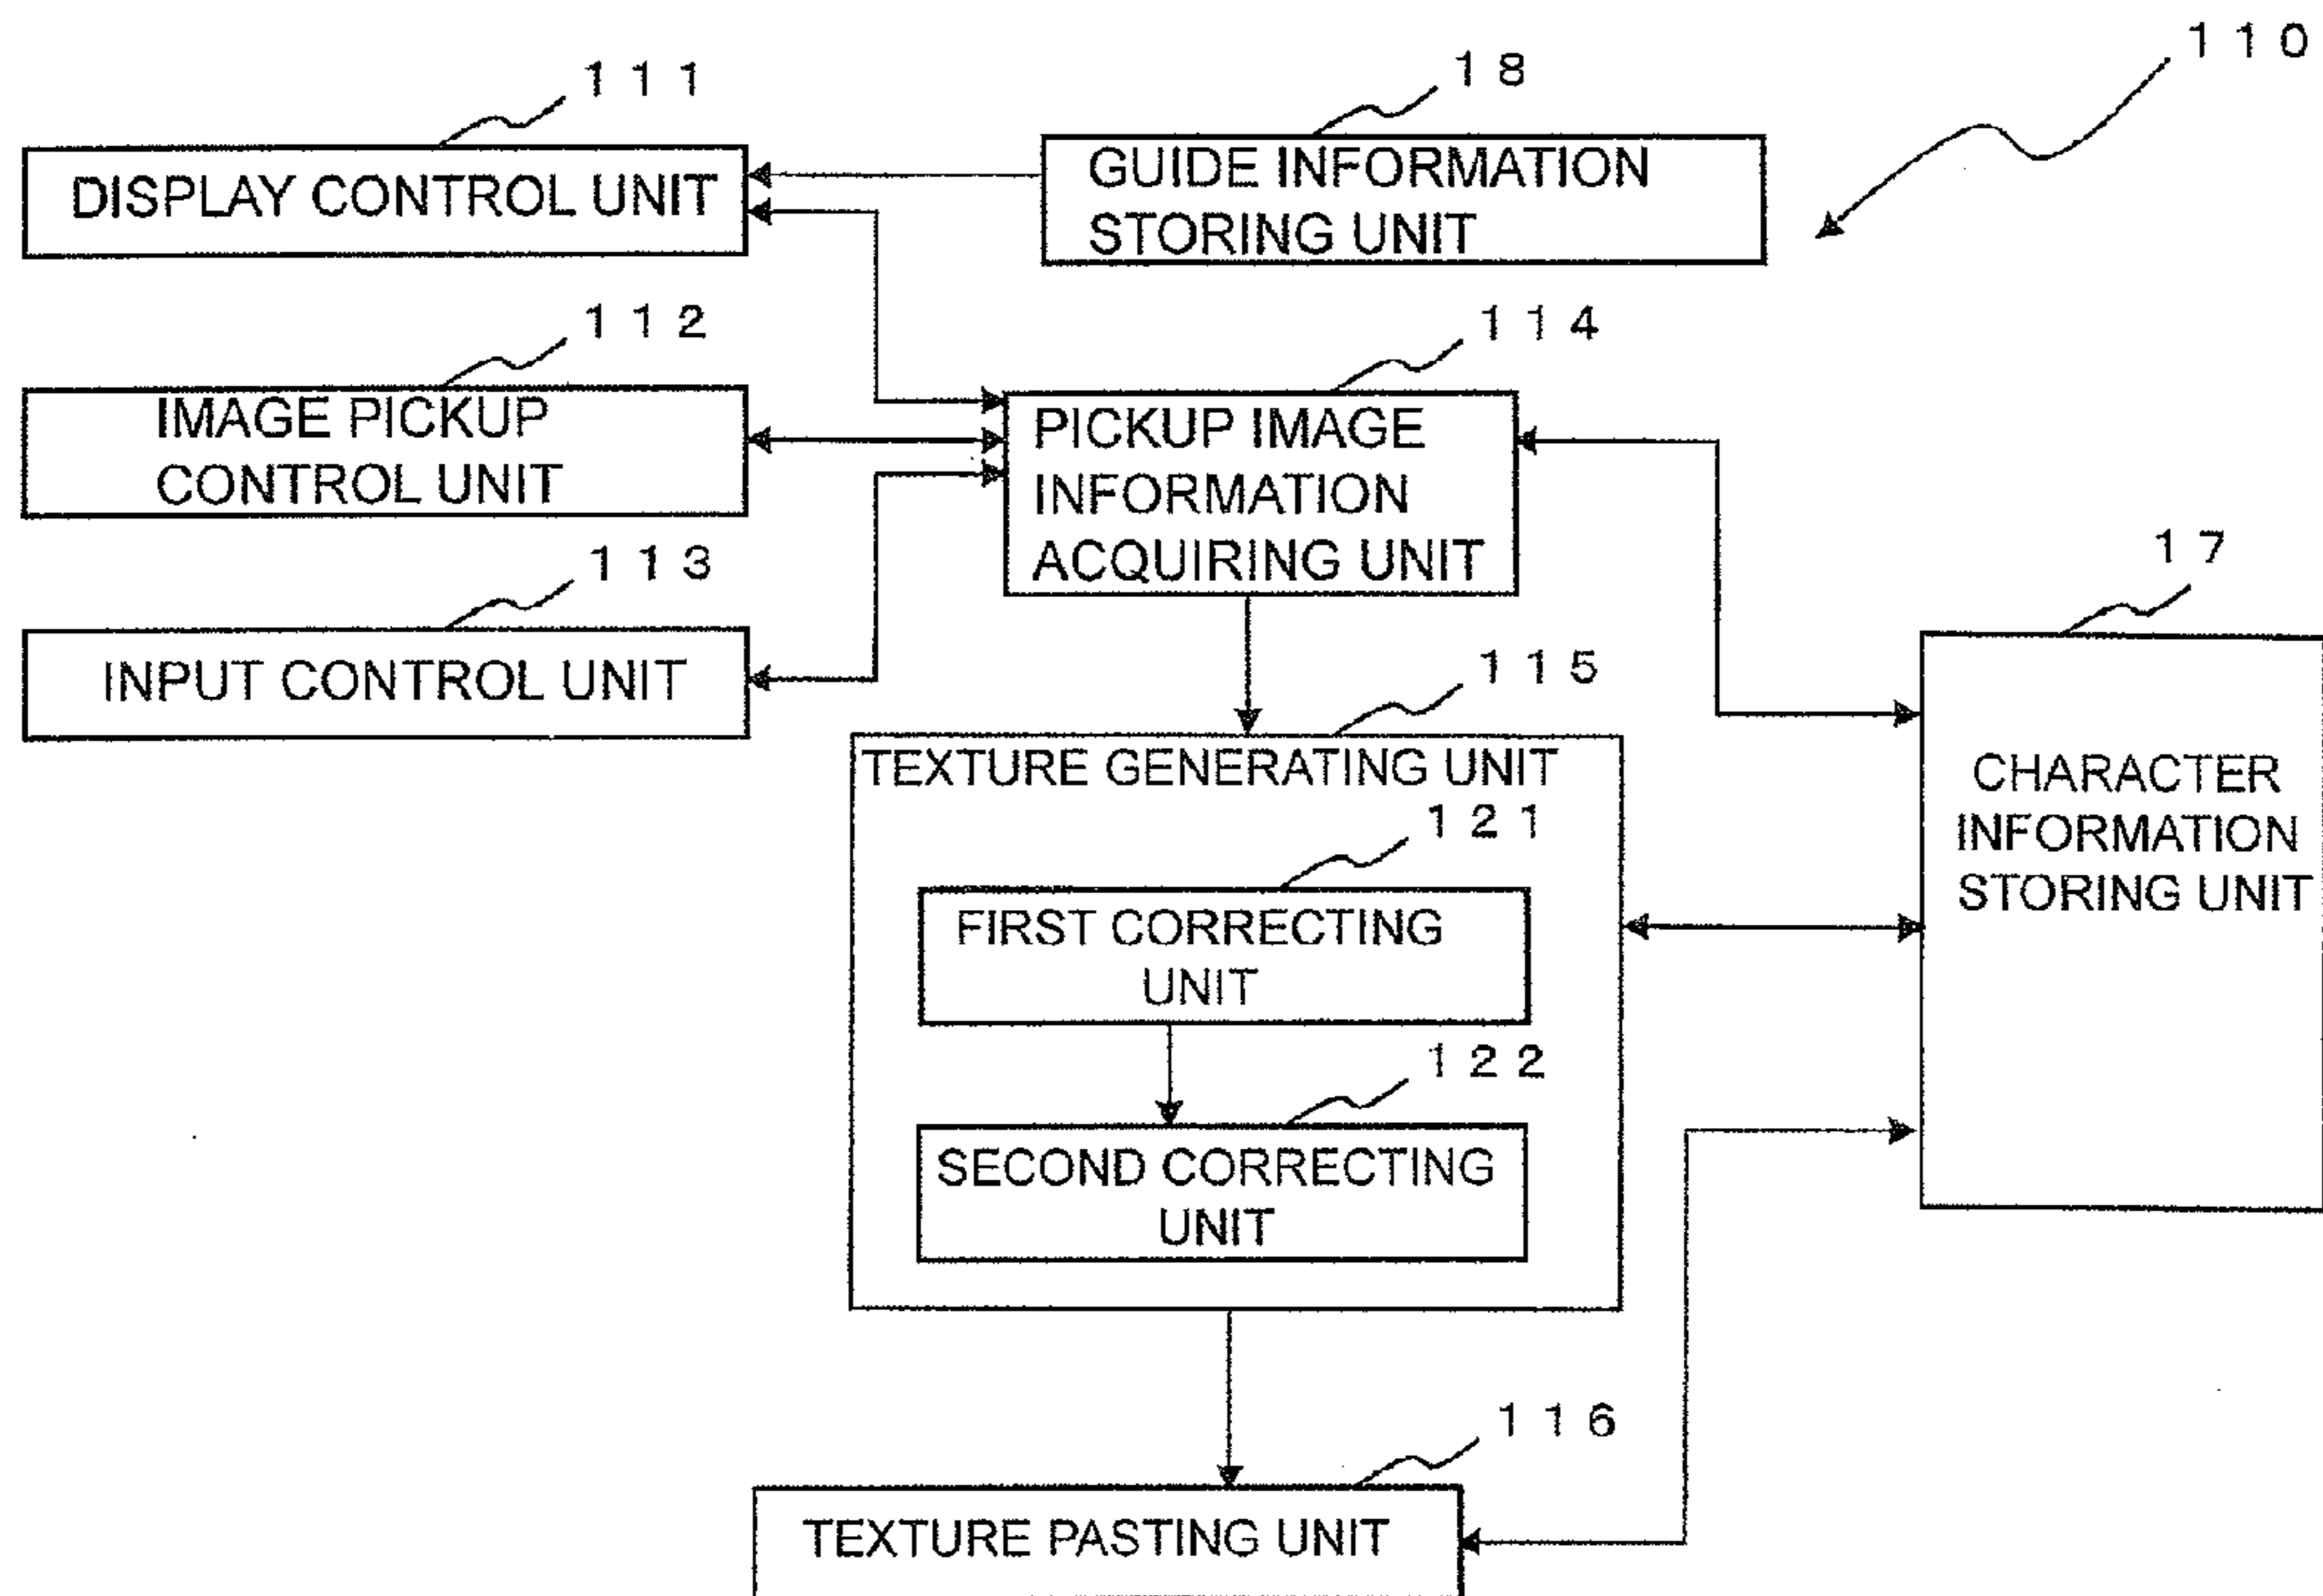 110
111
18
DISPLAY CONTROL UNIT
GUIDE INFORMATION
STORING UNIT
112
114
IMAGE PICKUP
CONTROL UNIT
PICKUP IMAGE
INFORMATION
ACQUIRING UNIT
113
17
INPUT CONTROL UNIT
115
TEXTURE GENERATING UNIT
CHARACTER
INFORMATION
STORING UNIT
121
FIRST CORRECTING
UNIT
122
SECOND CORRECTING
UNIT
116
TEXTURE PASTING UNIT